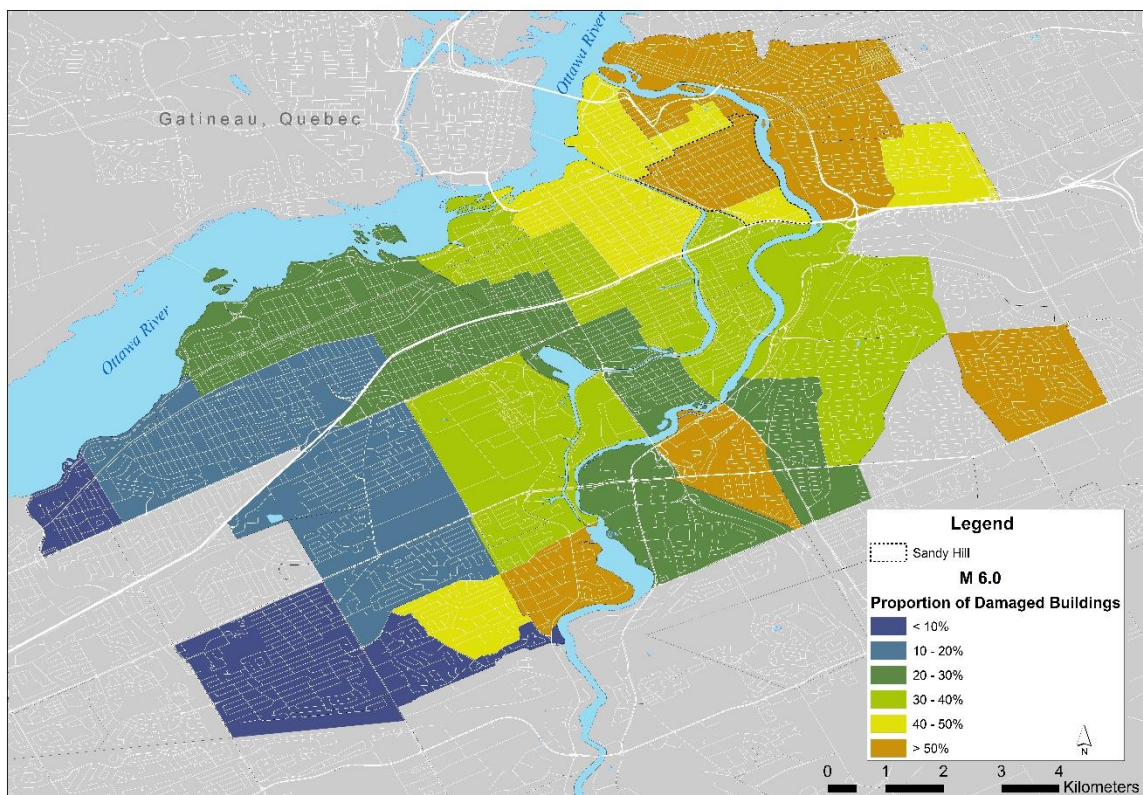 Ottawa River
Gatineau, Quebec
Ottawa River
Legend
Sandy Hill
M 6.0
Proportion of Damaged Buildings
< 10%
10 - 20%
20 - 30%
30 - 40%
40 - 50%
> 50%
N
0 1 2 3 4
Kilometers